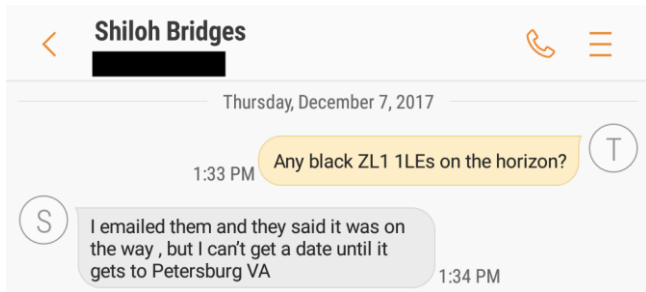 Shiloh Bridges
Thursday, December 7, 2017
T
Any black ZL1 1LEs on the horizon?
1:33 PM
S
I emailed them and they said it was on
the way , but I can't get a date until it
gets to Petersburg VA
1:34 PM